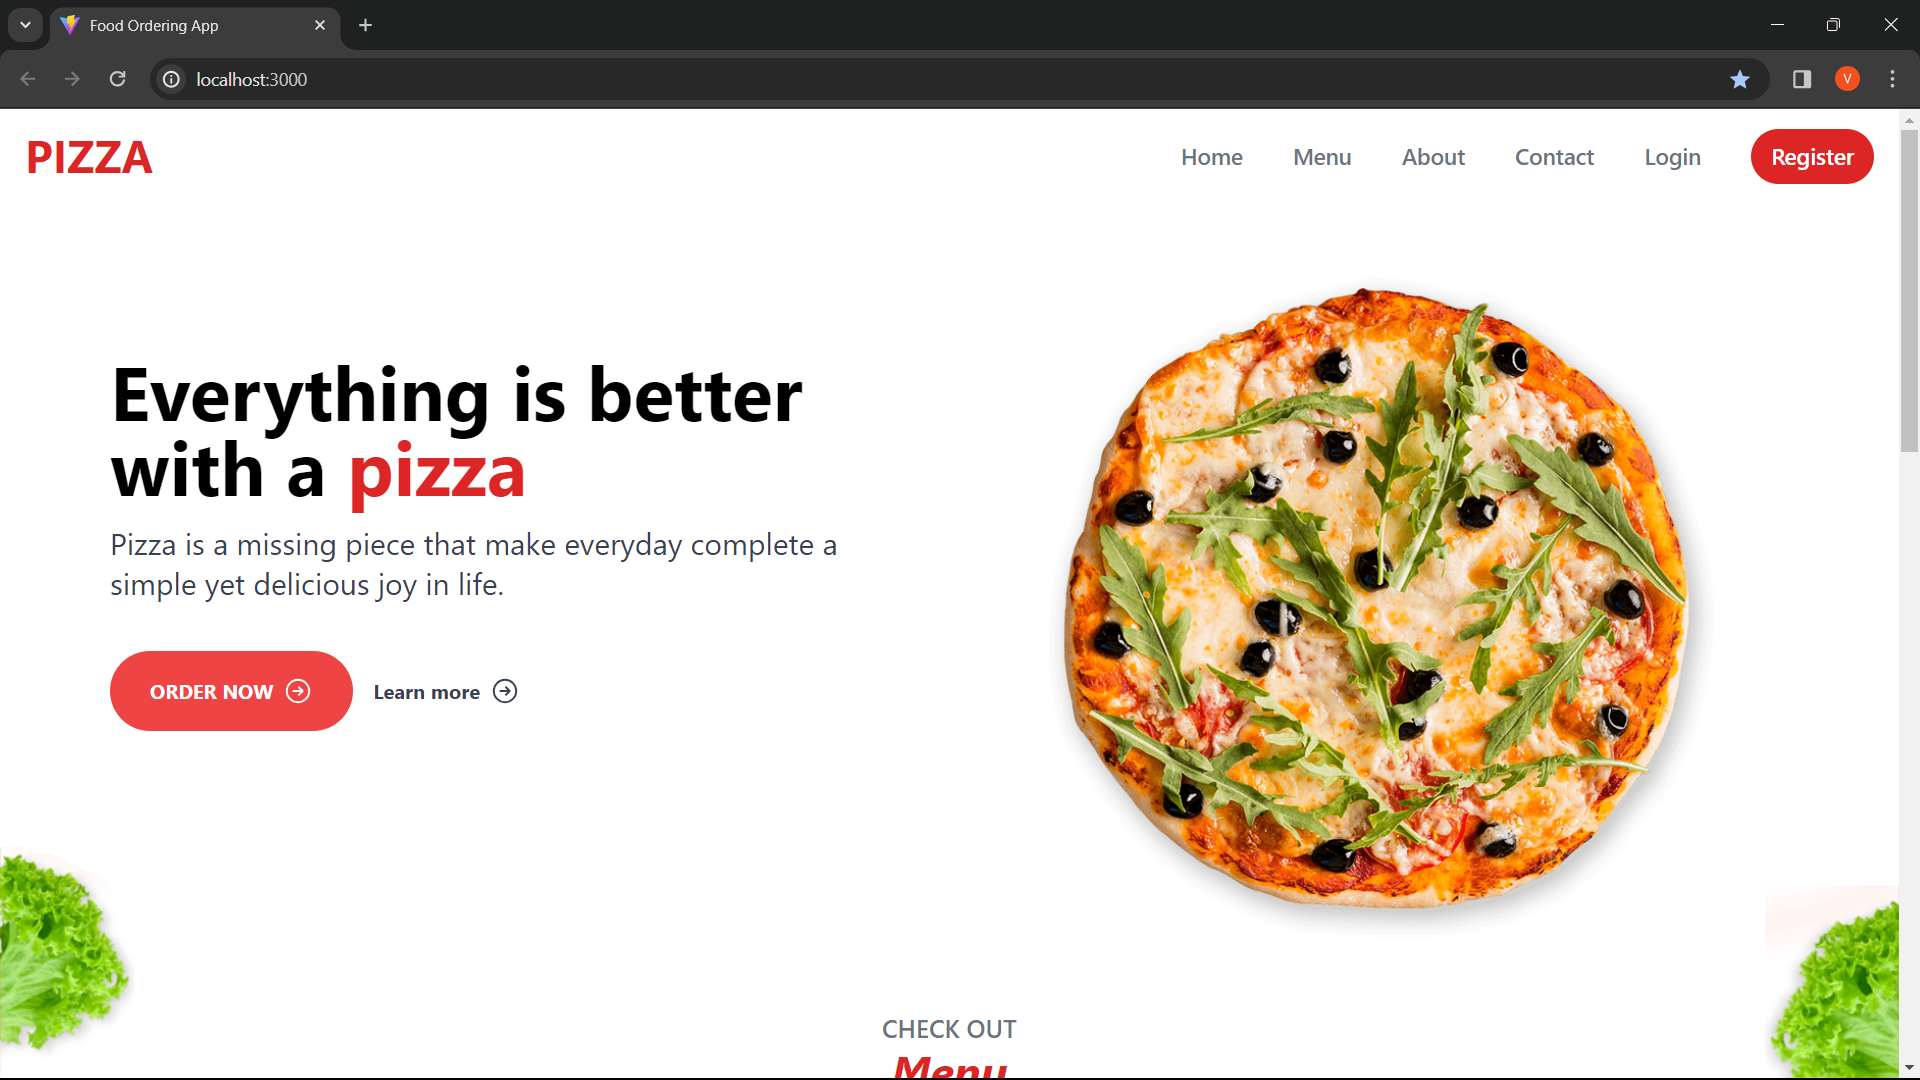 Food Ordering App
localhost:3000
V
PIZZA
Home
Menu
About
Contact
Login
Register
Everything is better
with a pizza
Pizza is a missing piece that make everyday complete a
simple yet delicious joy in life.
ORDER NOW
Learn more
CHECK OUT
Menu